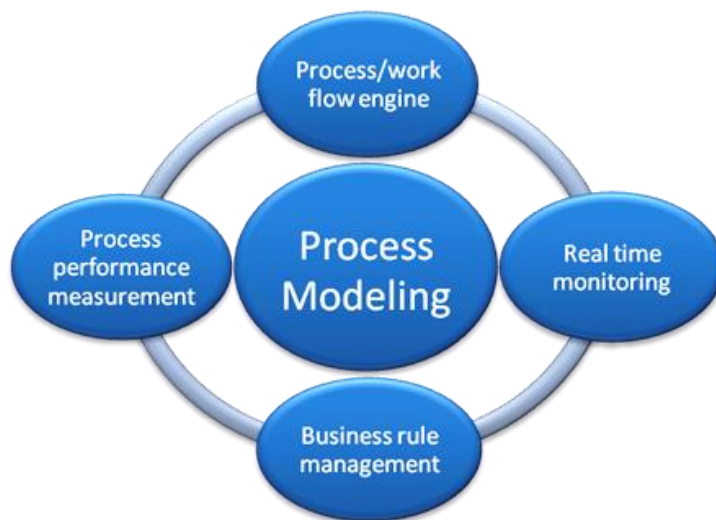 Process/work
flow engine
Process
performance
measurement
Process
Modeling
Real time
monitoring
Business rule
management